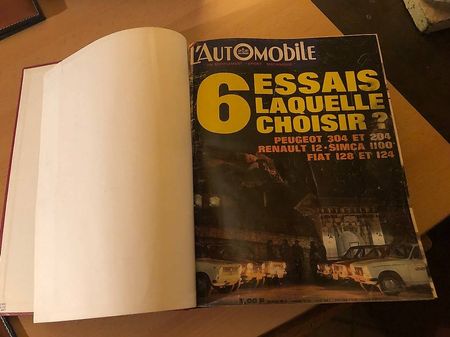 L'AUTOMOBILE
6 ESSAIS
LAQUELLE
CHOISIR ?
PEUGEOT 304 ET 204
RENAULT 12 • SIMCA 1100
FIAT 128 ET 124